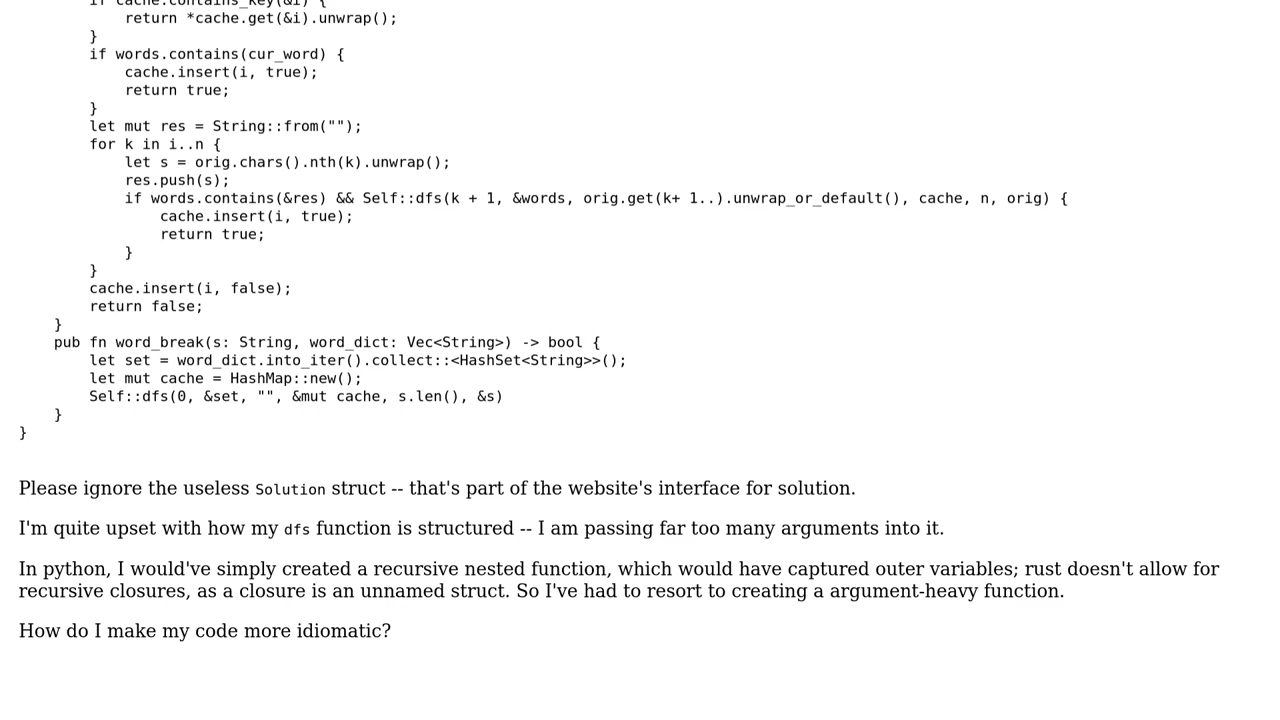 if cache.contains_key(&i) {
return *cache.get(&i).unwrap();
}
if words.contains(cur_word) {
cache.insert(i, true);
return true;
}
let mut res = String::from("");
for k in i..n {
let s = orig.chars().nth(k).unwrap();
res.push(s);
if words.contains(&res) && Self::dfs(k + 1, &words, orig.get(k+ 1..).unwrap_or_default(), cache, n, orig) {
cache.insert(i, true);
return true;
}
}
cache.insert(i, false);
return false;
}
pub fn word_break(s: String, word_dict: Vec<String>) -> bool {
let set = word_dict.into_iter().collect::<HashSet<String>>();
let mut cache = HashMap::new();
Self::dfs(0, &set, "", &mut cache, s.len(), &s)
}
}
Please ignore the useless Solution struct -- that's part of the website's interface for solution.
I'm quite upset with how my dfs function is structured -- I am passing far too many arguments into it.
In python, I would've simply created a recursive nested function, which would have captured outer variables; rust doesn't allow for
recursive closures, as a closure is an unnamed struct. So I've had to resort to creating a argument-heavy function.
How do I make my code more idiomatic?